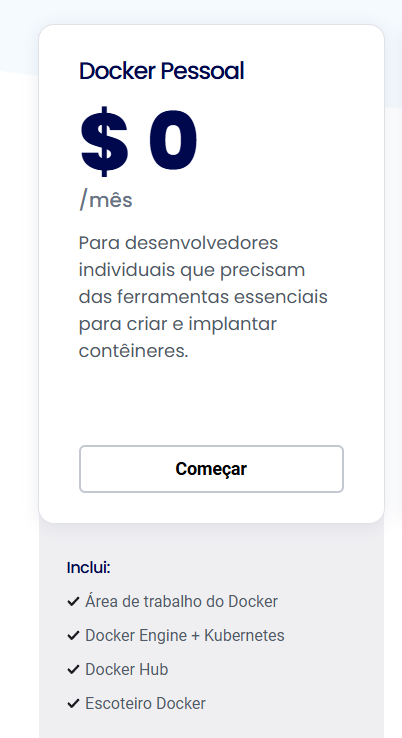 Docker Pessoal
$ 0
/mês
Para desenvolvedores
individuais que precisam
das ferramentas essenciais
para criar e implantar
contêineres.
Começar
Inclui:
Área de trabalho do Docker
Docker Engine + Kubernetes
Docker Hub
Escoteiro Docker